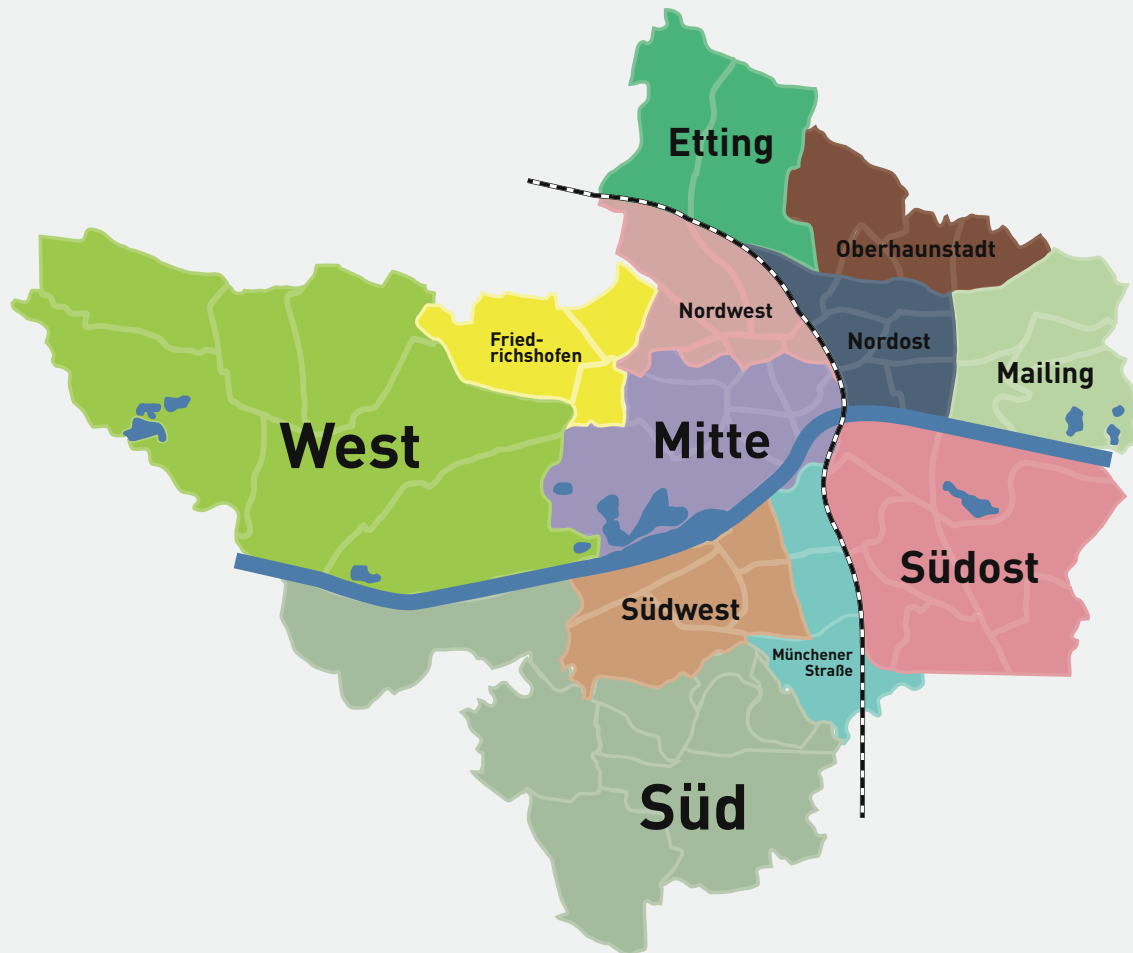 Etting
Oberhaunstadt
Nordwest
Nordost
Fried-
richshofen
Mailing
West
Mitte
Südost
Südwest
Münchener
Straße
Süd